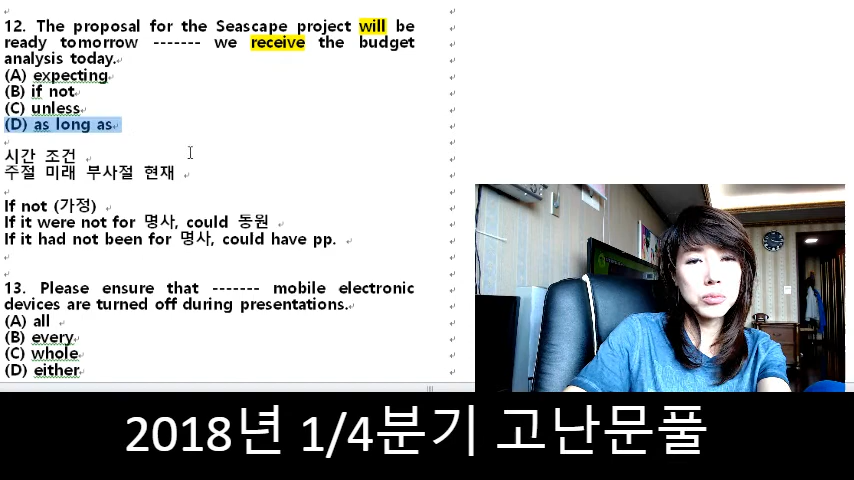 12. The proposal for the Seascape project will be
ready tomorrow ------- we receive the budget
analysis today.
(A) expecting
(B) if not
(C) unless
(D) as long as
시간 조건
주절 미래 부사절 현재
If not (가정)
If it were not for 명사, could 동원
If it had not been for 명사, could have pp.
13. Please ensure that ------- mobile electronic
devices are turned off during presentations.
(A) all
(B) every
(C) whole
(D) either
2018년 1/4분기 고난문풀